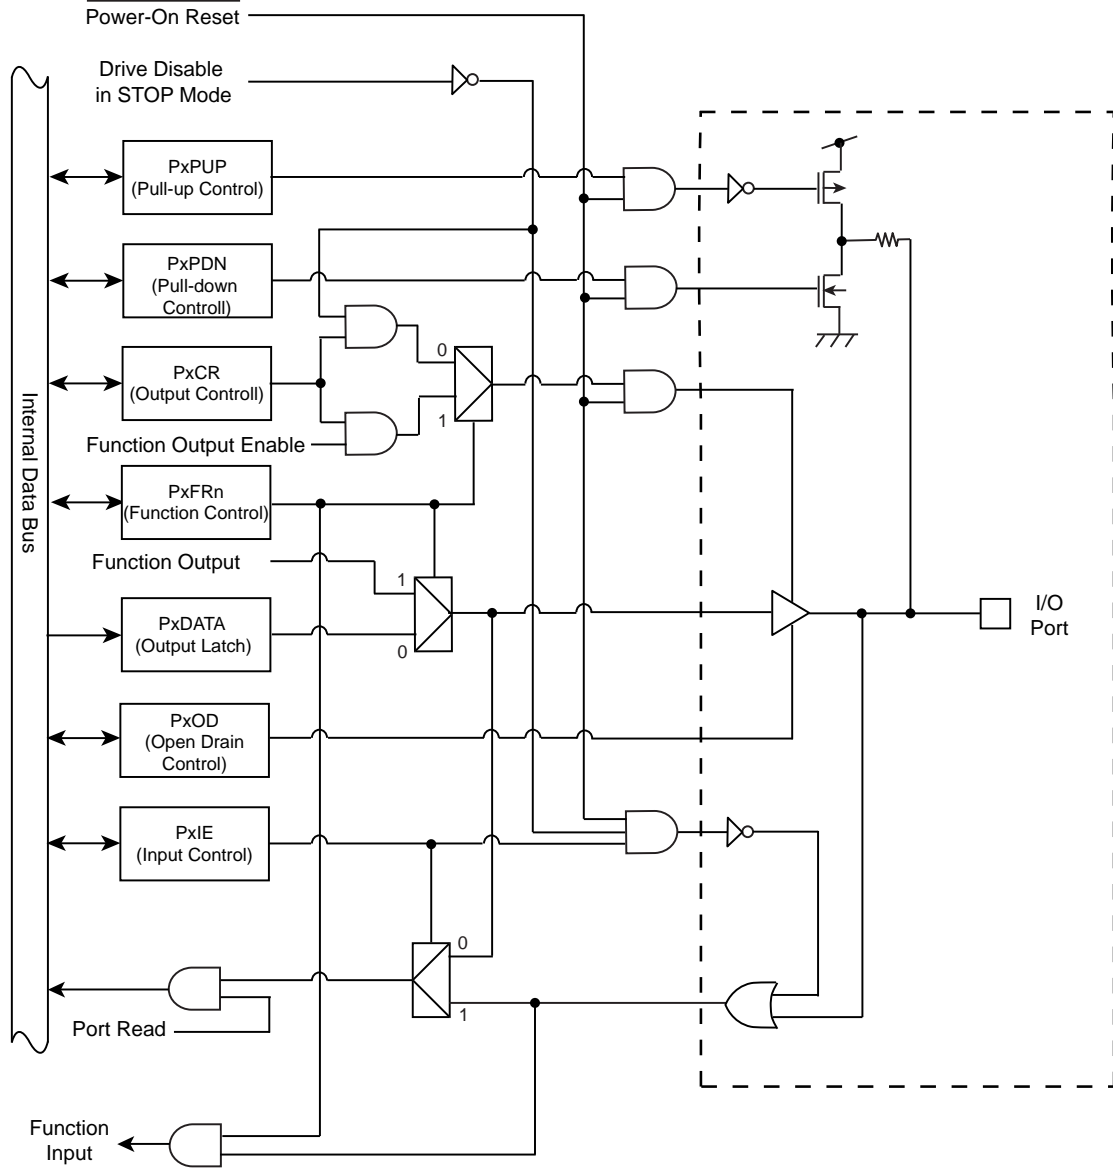 Power-On Reset
Drive Disable
in STOP Mode
PxPUP
(Pull-up Control)
PxPDN
(Pull-down
Controll)
0
PxCR
(Output Controll)
1
Function Output Enable
Internal Data Bus
PxFRn
(Function Control)
Function Output
1
PxDATA
(Output Latch)
0
I/O
Port
PxOD
(Open Drain
Control)
PxIE
(Input Control)
0
1
Port Read
Function
Input